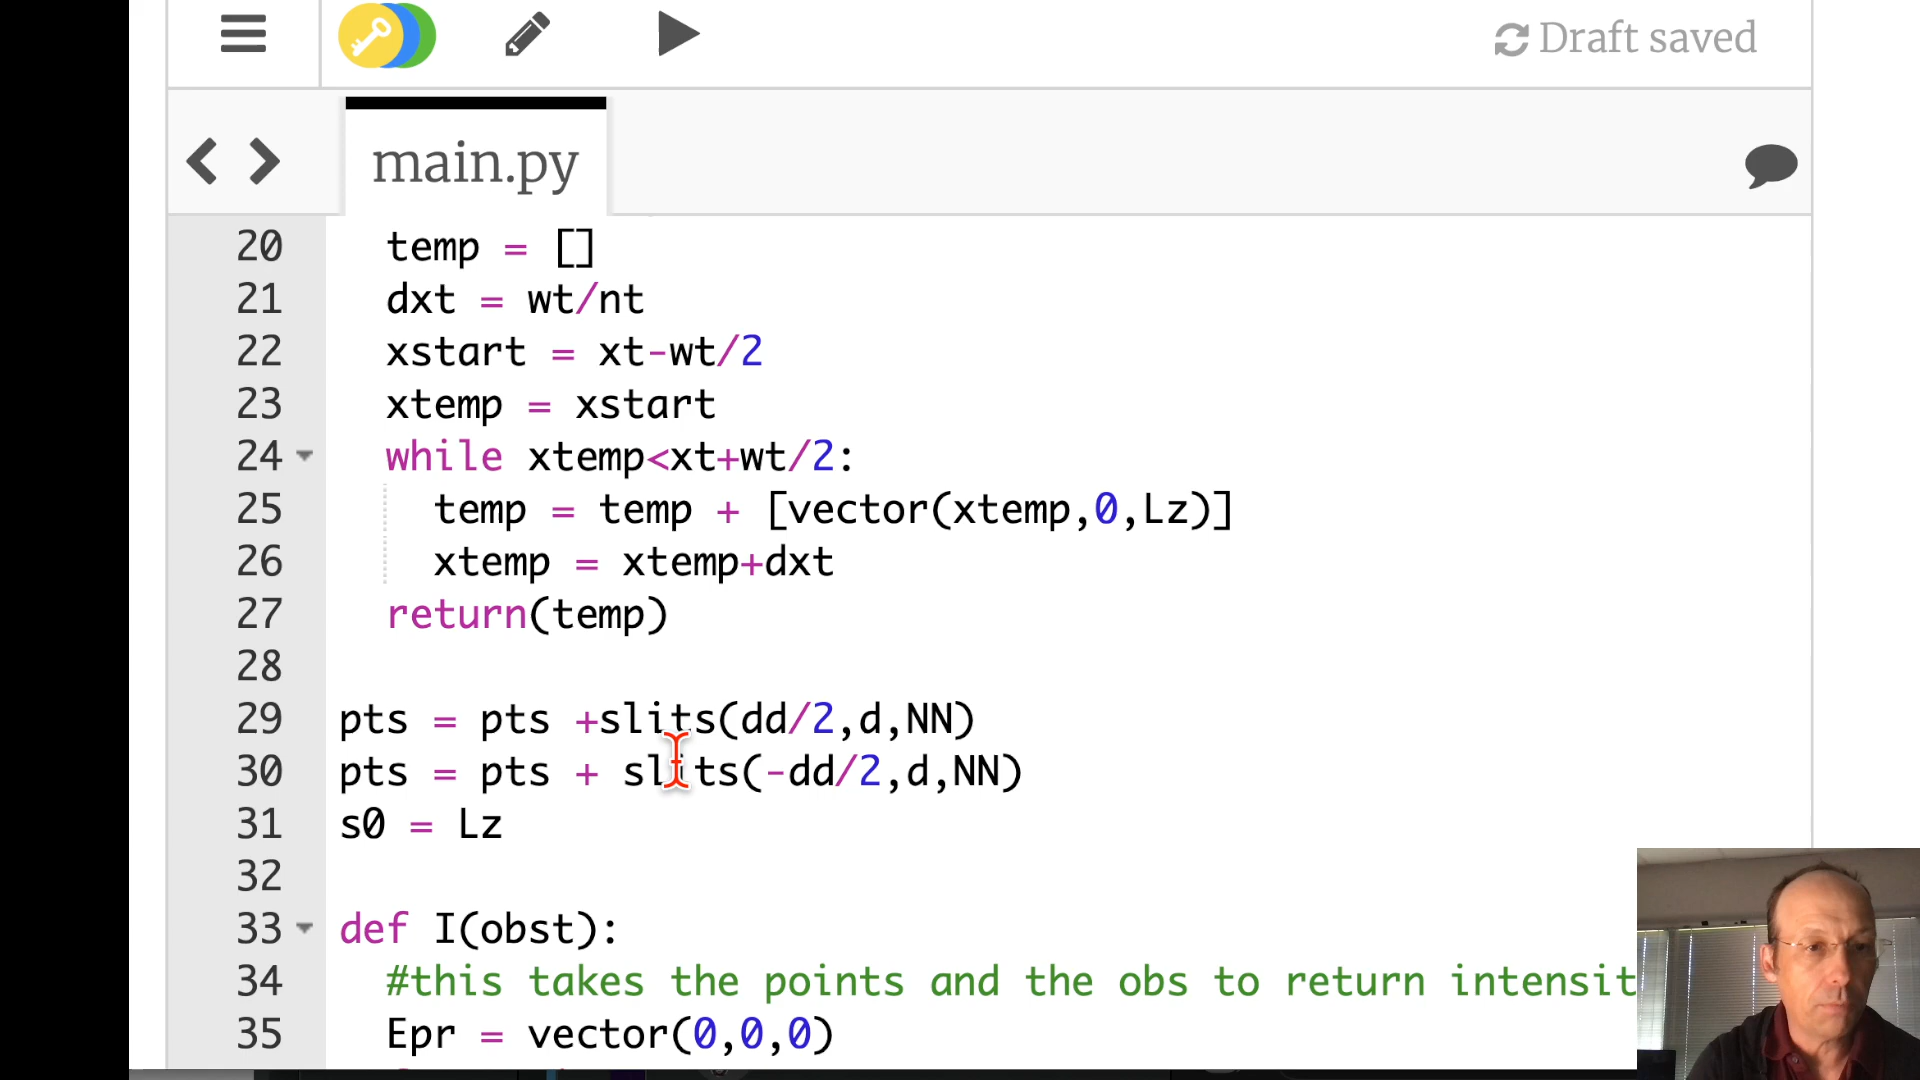 Draft saved
main.py
20 temp = []
21 dxt = wt/nt
22 xstart = xt-wt/2
23 xtemp = xstart
24 while xtemp<xt+wt/2:
25 temp = temp + [vector(xtemp,0,Lz)]
26 xtemp = xtemp+dxt
27 return(temp)
28
29 pts = pts +slits(dd/2,d,NN)
30 pts = pts + slits(-dd/2,d,NN)
31 s0 = Lz
32
33 def I(obst):
34 #this takes the points and the obs to return intensit
35 Epr = vector(0,0,0)